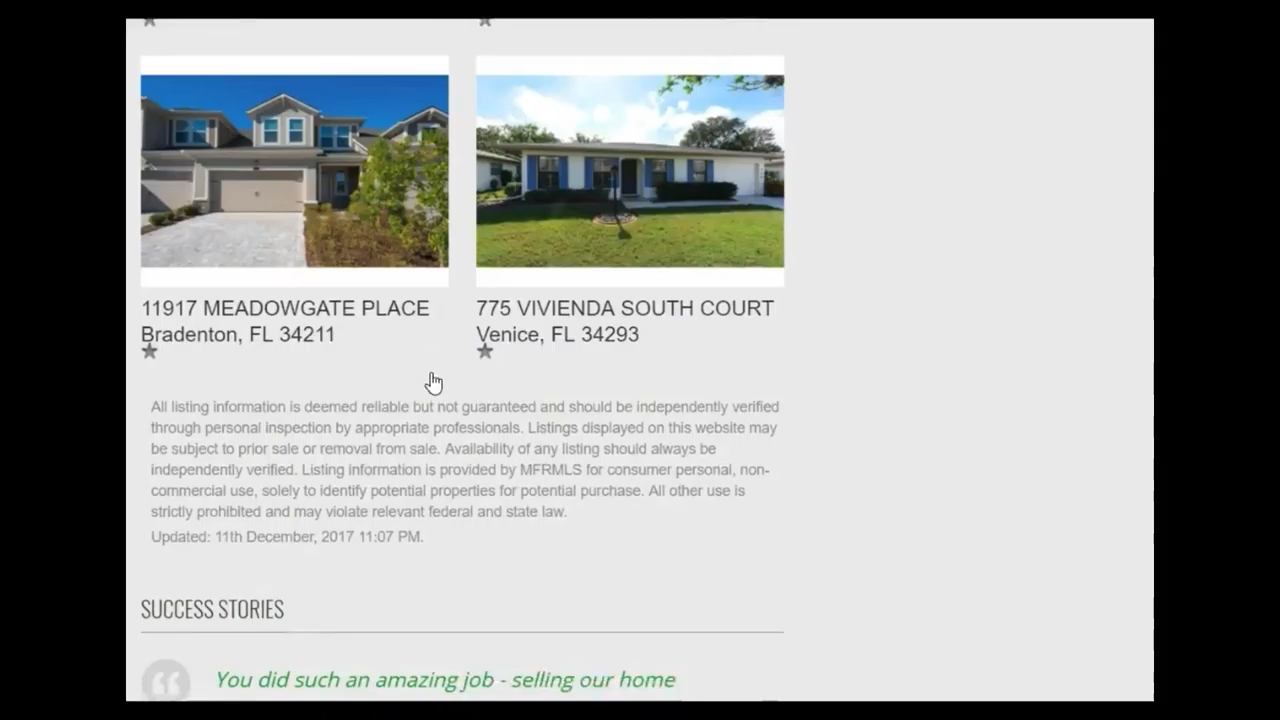 11917 MEADOWGATE PLACE
Bradenton, FL 34211
775 VIVIENDA SOUTH COURT
Venice, FL 34293
All listing information is deemed reliable but not guaranteed and should be independently verified
through personal inspection by appropriate professionals. Listings displayed on this website may
be subject to prior sale or removal from sale. Availability of any listing should always be
independently verified. Listing information is provided by MFRMLS for consumer personal, non-
commercial use, solely to identify potential properties for potential purchase. All other use is
strictly prohibited and may violate relevant federal and state law.
Updated: 11th December, 2017 11:07 PM.
SUCCESS STORIES
You did such an amazing job - selling our home